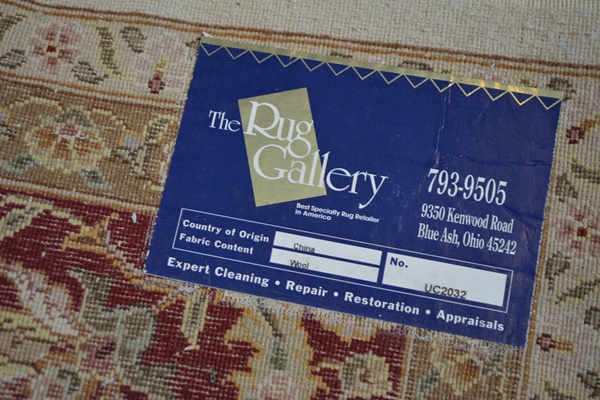 The Rug
Gallery
Best Specialty Rug Retailer
in America
793-9505
9350 Kenwood Road
Blue Ash, Ohio 45242
Country of Origin China
Fabric Content Wool
No. UC2032
Expert Cleaning • Repair • Restoration • Appraisals